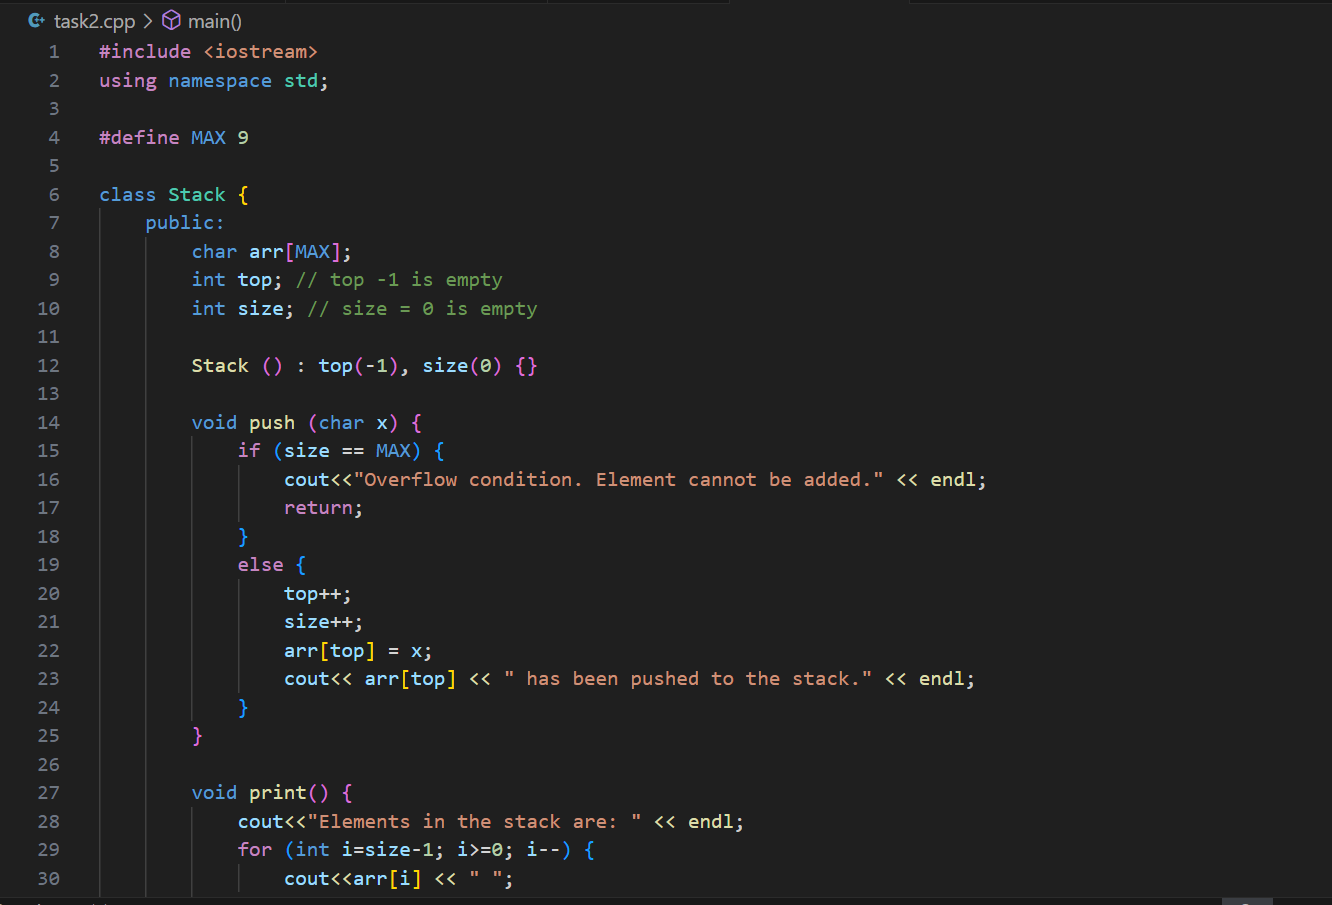 task2.cpp > main()
1 #include <iostream>
2 using namespace std;
3
4 #define MAX 9
5
6 class Stack {
7     public:
8         char arr[MAX];
9         int top; // top -1 is empty
10         int size; // size = 0 is empty
11
12         Stack () : top(-1), size(0) {}
13
14         void push (char x) {
15             if (size == MAX) {
16                 cout<<"Overflow condition. Element cannot be added." << endl;
17                 return;
18             }
19             else {
20                 top++;
21                 size++;
22                 arr[top] = x;
23                 cout<< arr[top] << " has been pushed to the stack." << endl;
24             }
25         }
26
27         void print() {
28             cout<<"Elements in the stack are: " << endl;
29             for (int i=size-1; i>=0; i--) {
30                 cout<<arr[i] << " ";